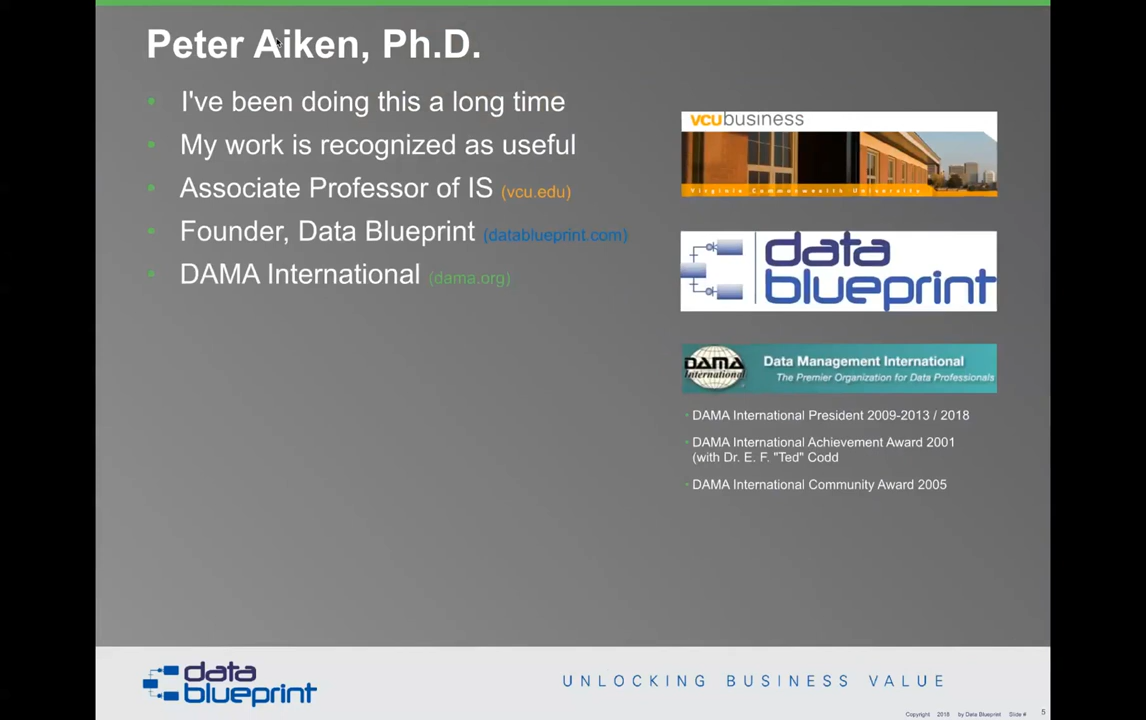 Peter Aiken, Ph.D.
• I've been doing this a long time
• My work is recognized as useful
• Associate Professor of IS (vcu.edu)
• Founder, Data Blueprint (datablueprint.com)
• DAMA International (dama.org)
vcubusiness
Virginia Commonwealth University
data
blueprint
DAMA
International
Data Management International
The Premier Organization for Data Professionals
- DAMA International President 2009-2013 / 2018
- DAMA International Achievement Award 2001
(with Dr. E. F. "Ted" Codd
- DAMA International Community Award 2005
data
blueprint
UNLOCKING BUSINESS VALUE
Copyright 2018 by Data Blueprint Slide # 5